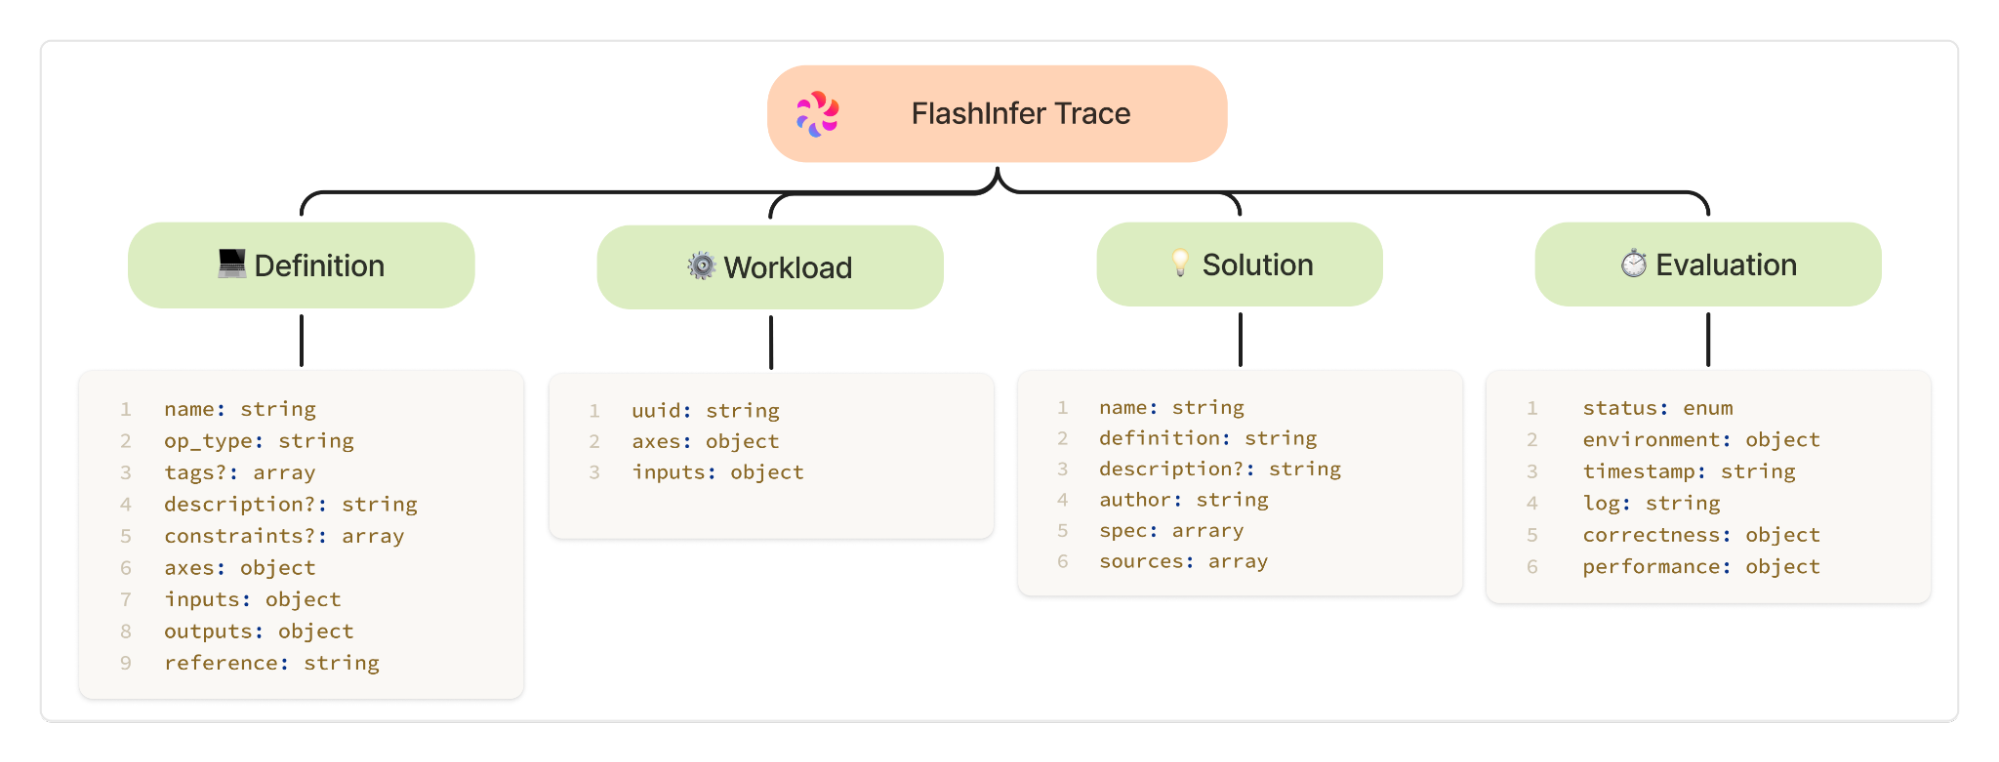 FlashInfer Trace
Definition
1 name: string
2 op_type: string
3 tags?: array
4 description?: string
5 constraints?: array
6 axes: object
7 inputs: object
8 outputs: object
9 reference: string
Workload
1 uuid: string
2 axes: object
3 inputs: object
Solution
1 name: string
2 definition: string
3 description?: string
4 author: string
5 spec: arrary
6 sources: array
Evaluation
1 status: enum
2 environment: object
3 timestamp: string
4 log: string
5 correctness: object
6 performance: object